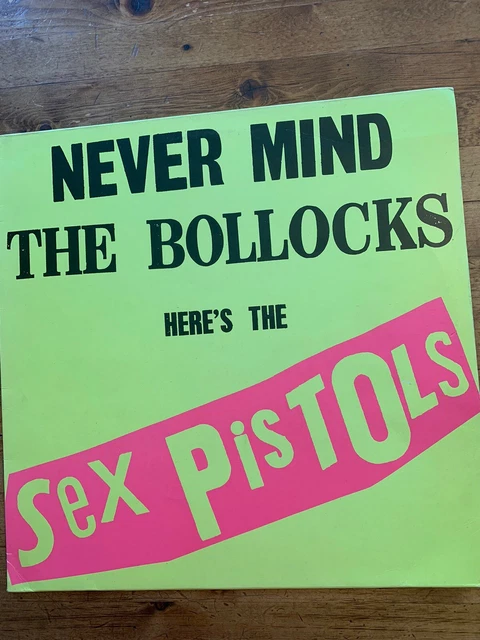 NEVER MIND
THE BOLLOCKS
HERE'S THE
Sex PisTOLS